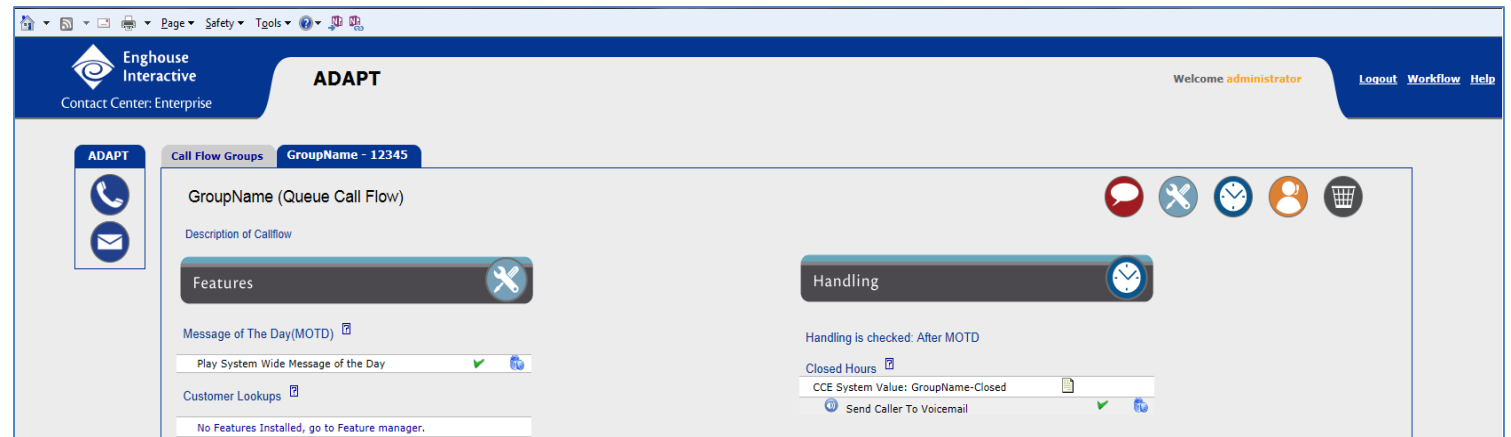 Page Safety Tools
Enghouse
Interactive
Contact Center: Enterprise
ADAPT
Welcome administrator
Logout Workflow Help
ADAPT
Call Flow Groups
GroupName - 12345
GroupName (Queue Call Flow)
Description of Callflow
Features
Message of The Day(MOTD) ?
Play System Wide Message of the Day
Customer Lookups ?
No Features Installed, go to Feature manager.
Handling
Handling is checked: After MOTD
Closed Hours ?
CCE System Value: GroupName-Closed
Send Caller To Voicemail